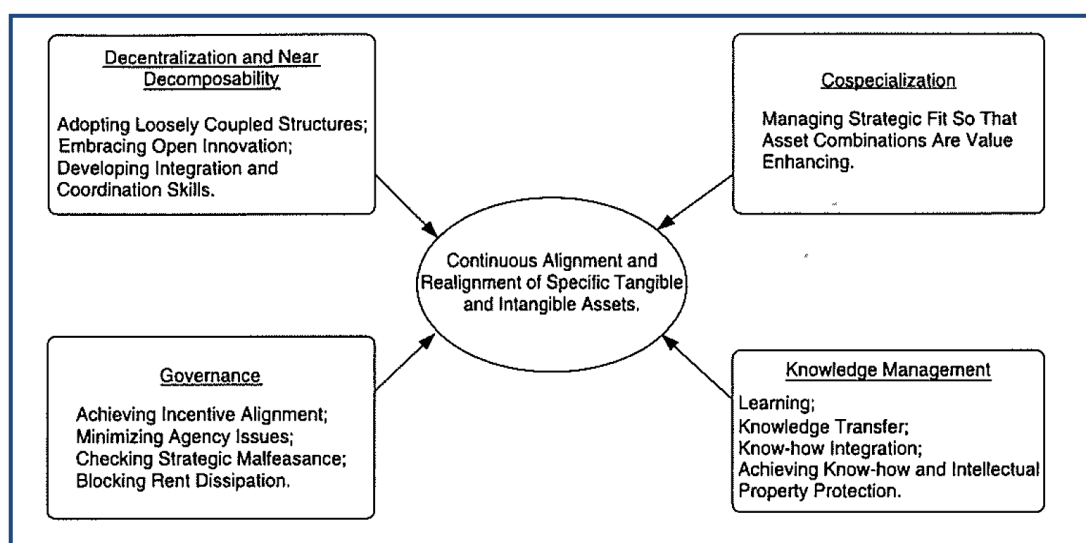 Decentralization and Near
Decomposability
Adopting Loosely Coupled Structures;
Embracing Open Innovation;
Developing Integration and
Coordination Skills.
Cospecialization
Managing Strategic Fit So That
Asset Combinations Are Value
Enhancing.
Continuous Alignment and
Realignment of Specific Tangible
and Intangible Assets.
Governance
Achieving Incentive Alignment;
Minimizing Agency Issues;
Checking Strategic Malfeasance;
Blocking Rent Dissipation.
Knowledge Management
Learning;
Knowledge Transfer;
Know-how Integration;
Achieving Know-how and Intellectual
Property Protection.